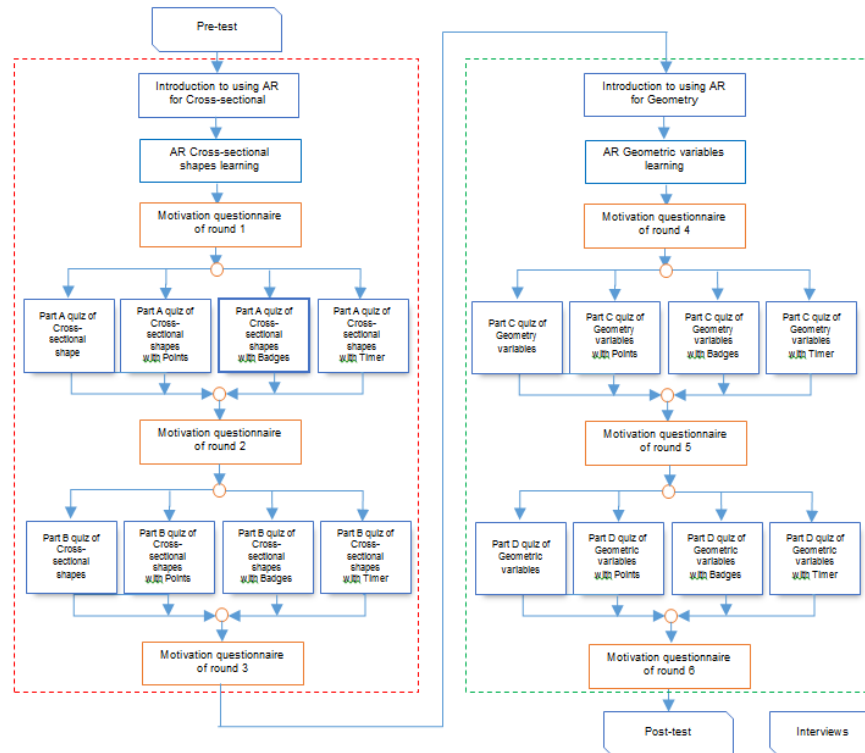 Pre-test
Introduction to using AR
for Cross-sectional
AR Cross-sectional
shapes learning
Motivation questionnaire
of round 1
Part A quiz of
Cross-
sectional
shape
Part A quiz of
Cross-
sectional
shapes
with Points
Part A quiz of
Cross-
sectional
shapes
with Badges
Part A quiz of
Cross-
sectional
shapes
with Timer
Motivation questionnaire
of round 2
Part B quiz of
Cross-
sectional
shapes
Part B quiz of
Cross-
sectional
shapes
with Points
Part B quiz of
Cross-
sectional
shapes
with Badges
Part B quiz of
Cross-
sectional
shapes
with Timer
Motivation questionnaire
of round 3
Introduction to using AR
for Geometry
AR Geometric variables
learning
Motivation questionnaire
of round 4
Part C quiz of
Geometry
variables
Part C quiz of
Geometry
variables
with Points
Part C quiz of
Geometry
variables
with Badges
Part C quiz of
Geometry
variables
with Timer
Motivation questionnaire
of round 5
Part D quiz of
Geometric
variables
Part D quiz of
Geometric
variables
with Points
Part D quiz of
Geometric
variables
with Badges
Part D quiz of
Geometric
variables
with Timer
Motivation questionnaire
of round 6
Post-test
Interviews